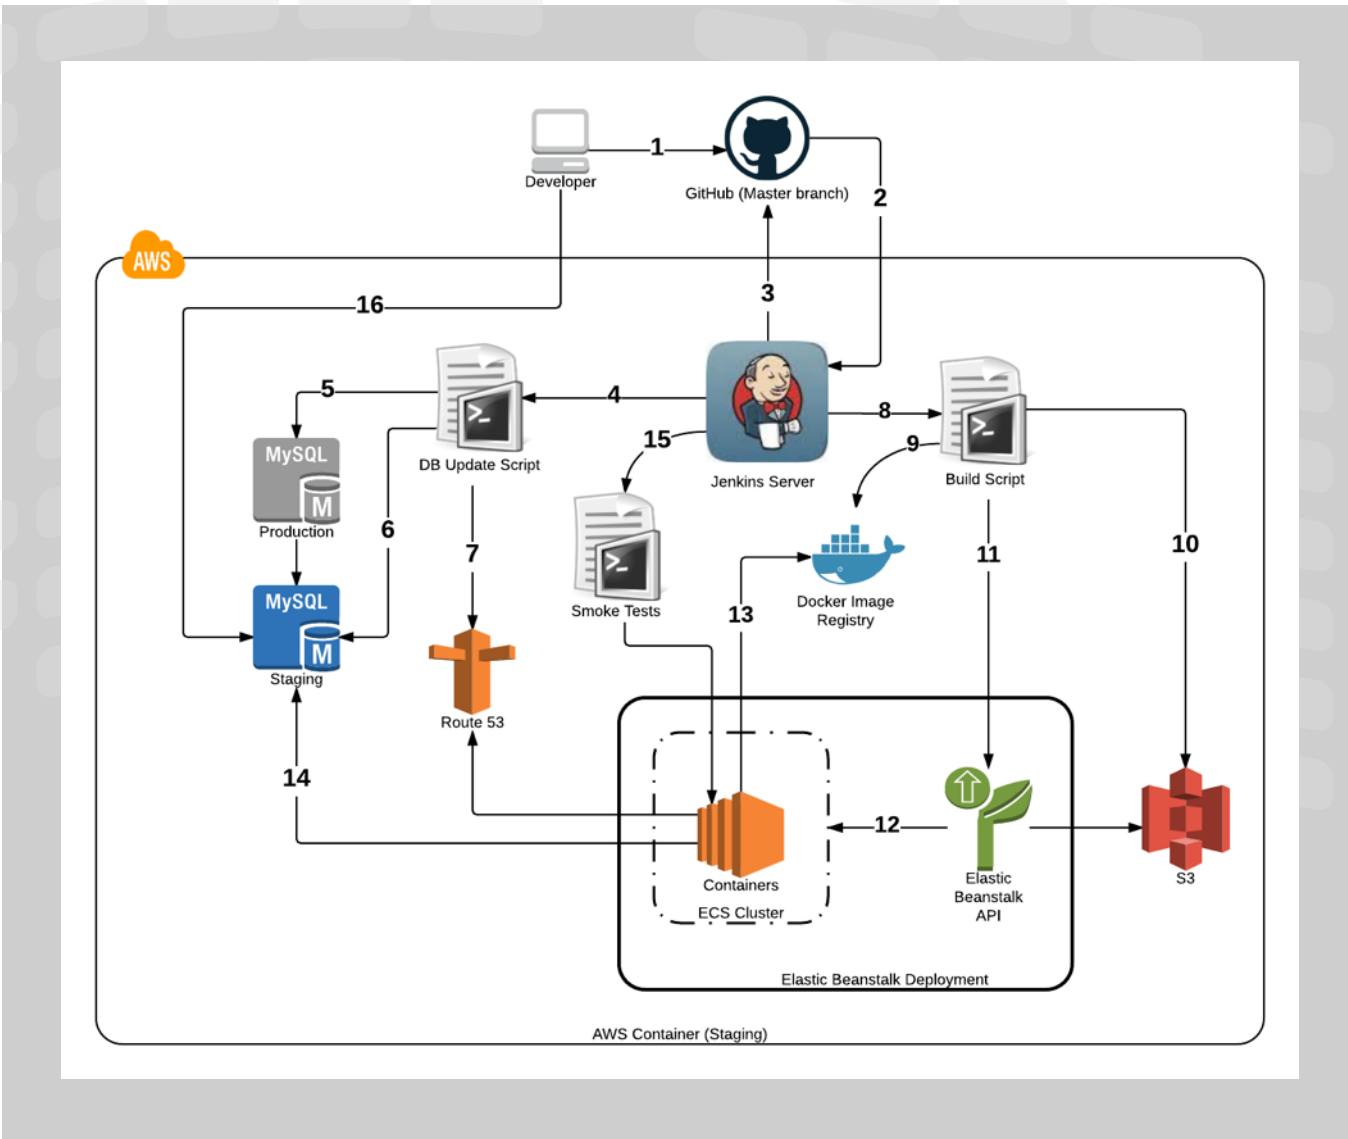 1
Developer
GitHub (Master branch)
2
AWS
3
16
5
4
8
15
9
MySQL
M
Production
DB Update Script
Jenkins Server
Build Script
>_
>_
>_
6
7
11
10
MySQL
M
Staging
Smoke Tests
13
Docker Image
Registry
Route 53
14
12
Containers
ECS Cluster
Elastic
Beanstalk
API
S3
Elastic Beanstalk Deployment
AWS Container (Staging)